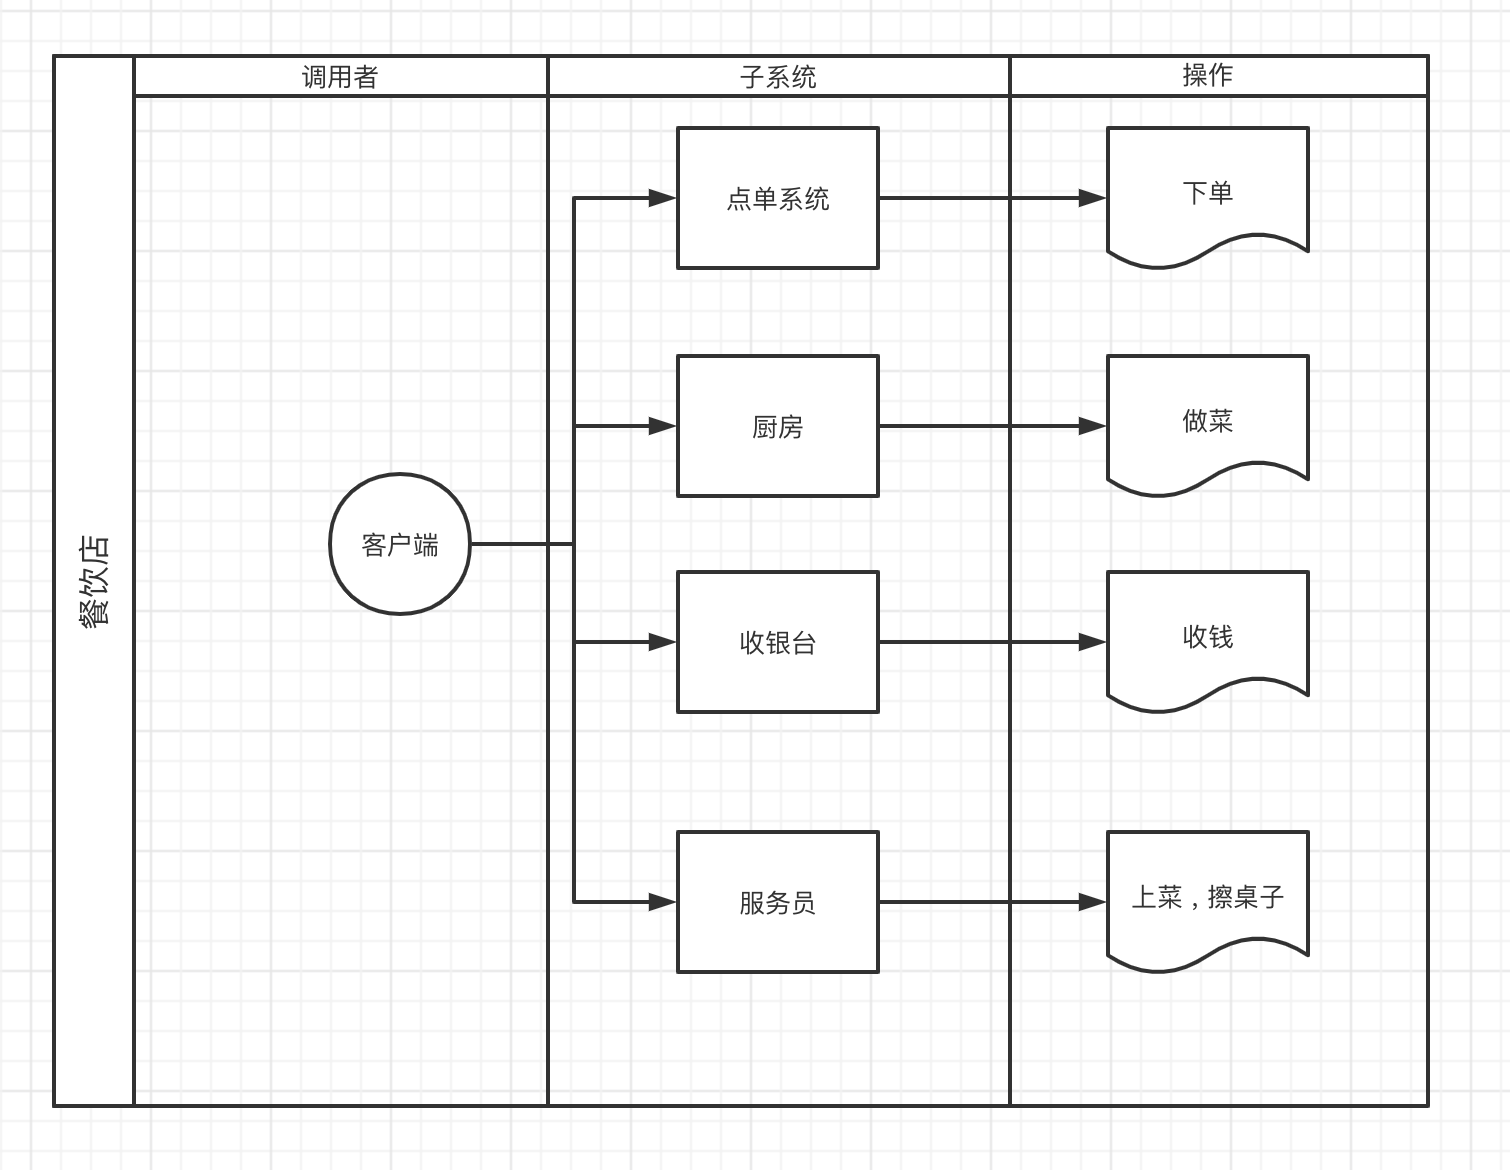 餐饮店
调用者
子系统
操作
点单系统
下单
厨房
做菜
客户端
收银台
收钱
服务员
上菜，擦桌子